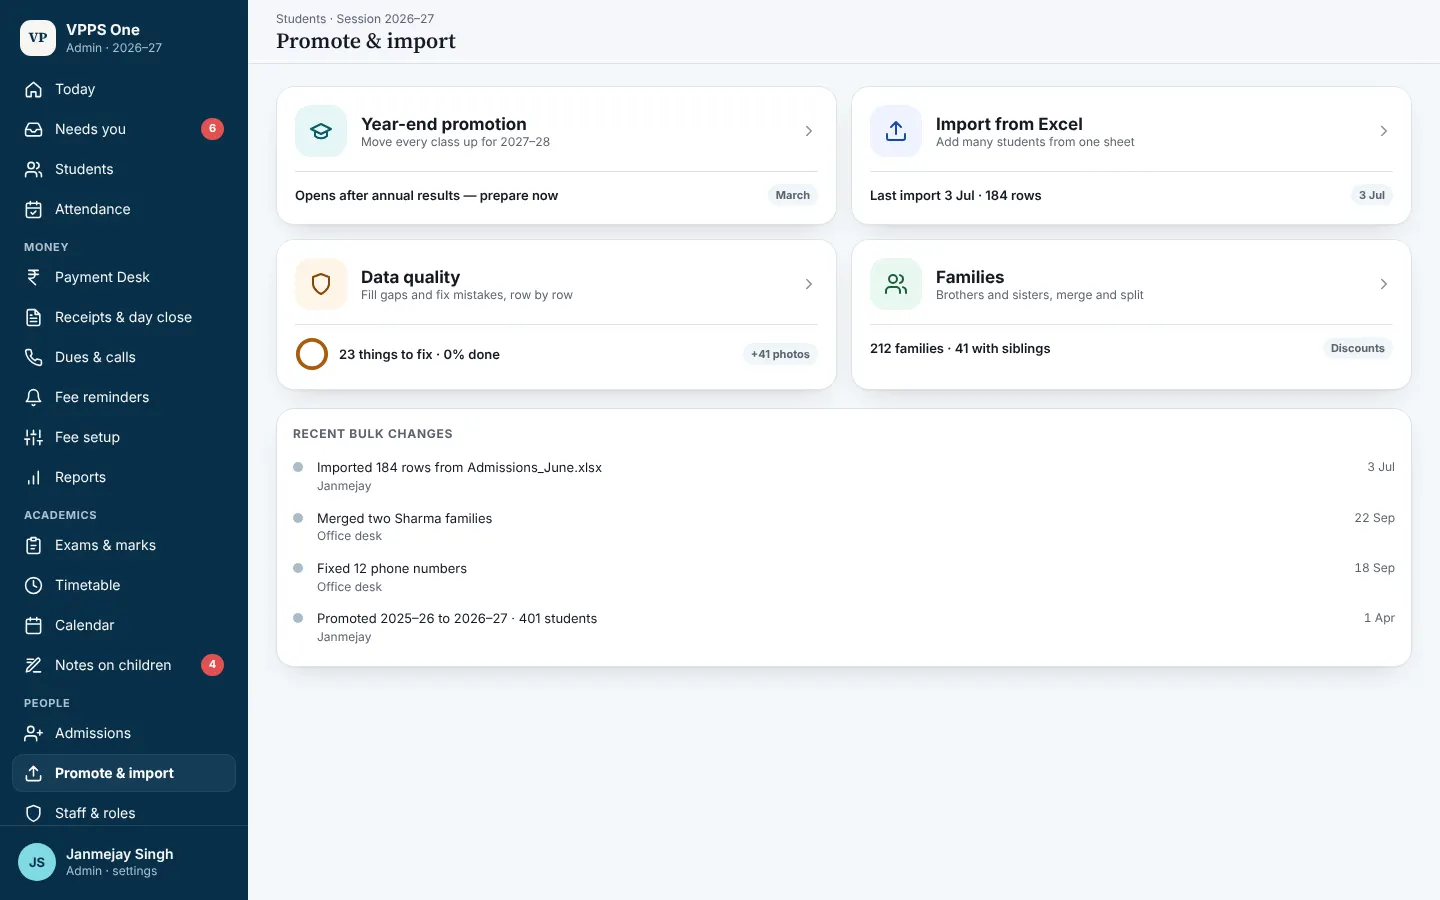 VP
VPPS One
Admin · 2026–27
Today
Needs you 6
Students
Attendance
MONEY
Payment Desk
Receipts & day close
Dues & calls
Fee reminders
Fee setup
Reports
ACADEMICS
Exams & marks
Timetable
Calendar
Notes on children 4
PEOPLE
Admissions
Promote & import
Staff & roles
JS
Janmejay Singh
Admin · settings
Students · Session 2026–27
Promote & import
Year-end promotion
Move every class up for 2027–28
Opens after annual results — prepare now March
Import from Excel
Add many students from one sheet
Last import 3 Jul · 184 rows 3 Jul
Data quality
Fill gaps and fix mistakes, row by row
23 things to fix · 0% done +41 photos
Families
Brothers and sisters, merge and split
212 families · 41 with siblings Discounts
RECENT BULK CHANGES
Imported 184 rows from Admissions_June.xlsx 3 Jul
Janmejay
Merged two Sharma families 22 Sep
Office desk
Fixed 12 phone numbers 18 Sep
Office desk
Promoted 2025–26 to 2026–27 · 401 students 1 Apr
Janmejay